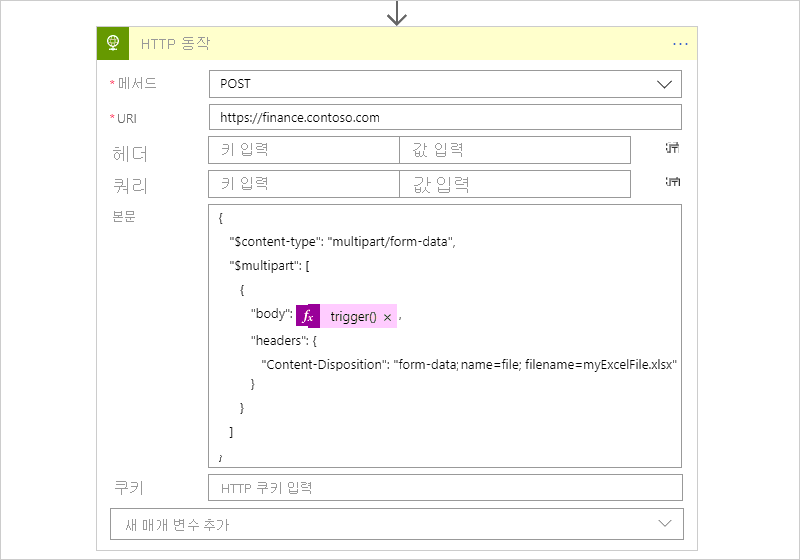 HTTP 동작 ...
*메서드 POST
*URI https://finance.contoso.com
헤더 키 입력 값 입력
쿼리 키 입력 값 입력
본문 {
"$content-type": "multipart/form-data",
"$multipart": [
{
"body": fx trigger() × ,
"headers": {
"Content-Disposition": "form-data; name=file; filename=myExcelFile.xlsx"
}
}
]
}
쿠키 HTTP 쿠키 입력
새 매개 변수 추가